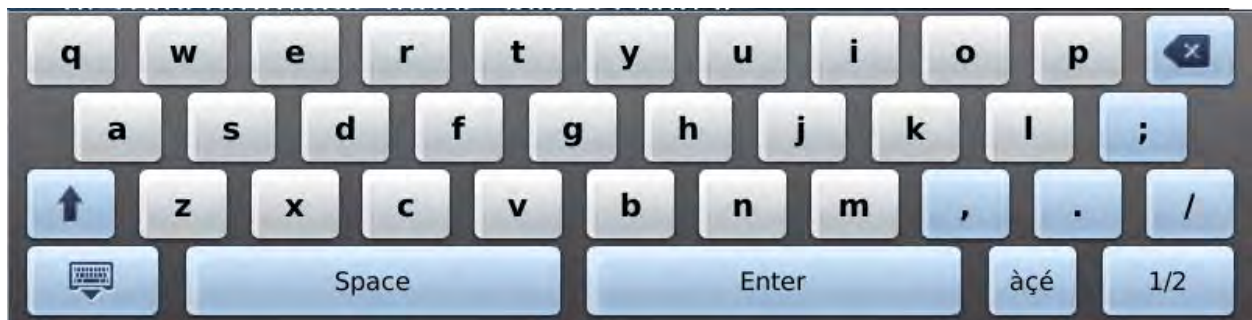 q w e r t y u i o p
a s d f g h j k l ;
z x c v b n m , . /
Space Enter àçé 1/2